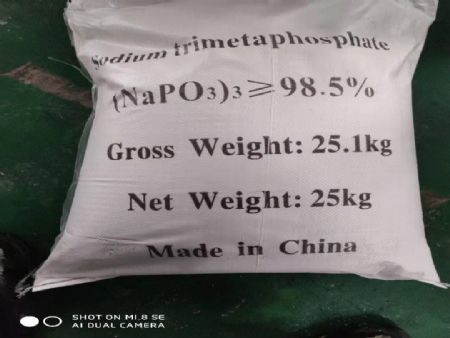 Sodium trimetaphosphate
(NaPO3)3≥98.5%
Gross Weight: 25.1kg
Net Weight: 25kg
Made in China
SHOT ON MI 8 SE
AI DUAL CAMERA